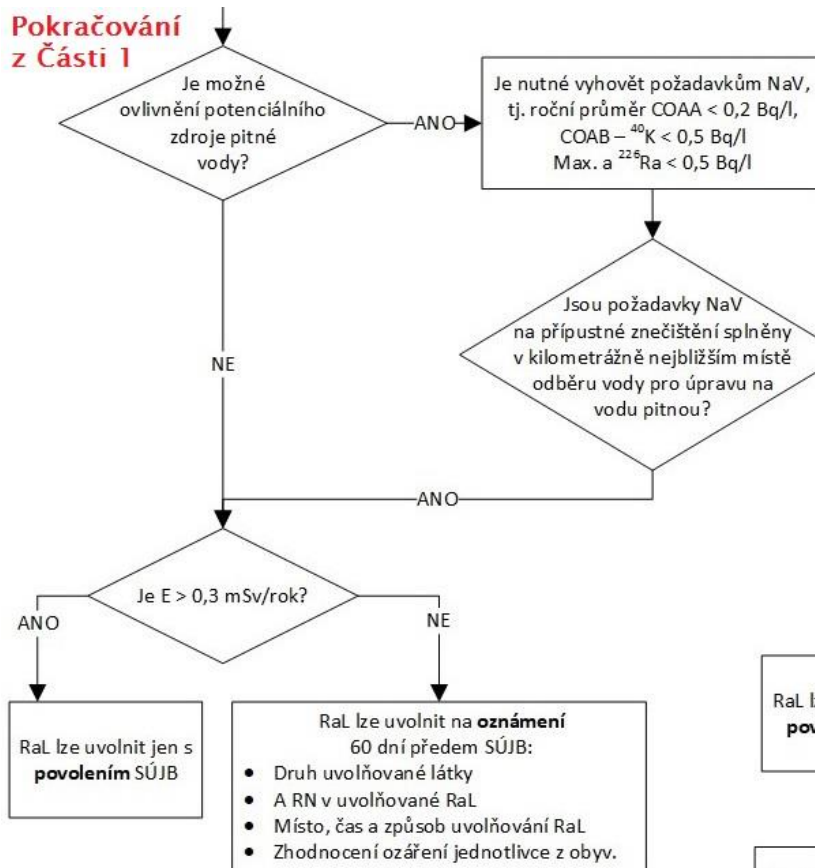 Pokračování
z Části 1
Je možné
ovlivnění potenciálního
zdroje pitné
vody?
ANO
Je nutné vyhovět požadavkům NaV,
tj. roční průměr COAA < 0,2 Bq/l,
COAB – ⁴⁰K < 0,5 Bq/l
Max. a ²²⁶Ra < 0,5 Bq/l
Jsou požadavky NaV
na přípustné znečištění splněny
v kilometrážně nejbližším místě
odběru vody pro úpravu na
vodu pitnou?
NE
ANO
Je E > 0,3 mSv/rok?
ANO
NE
RaL lze uvolnit jen s
povolením SÚJB
RaL lze uvolnit na oznámení
60 dní předem SÚJB:
• Druh uvolňované látky
• A RN v uvolňované RaL
• Místo, čas a způsob uvolňování RaL
• Zhodnocení ozáření jednotlivce z obyv.
RaL